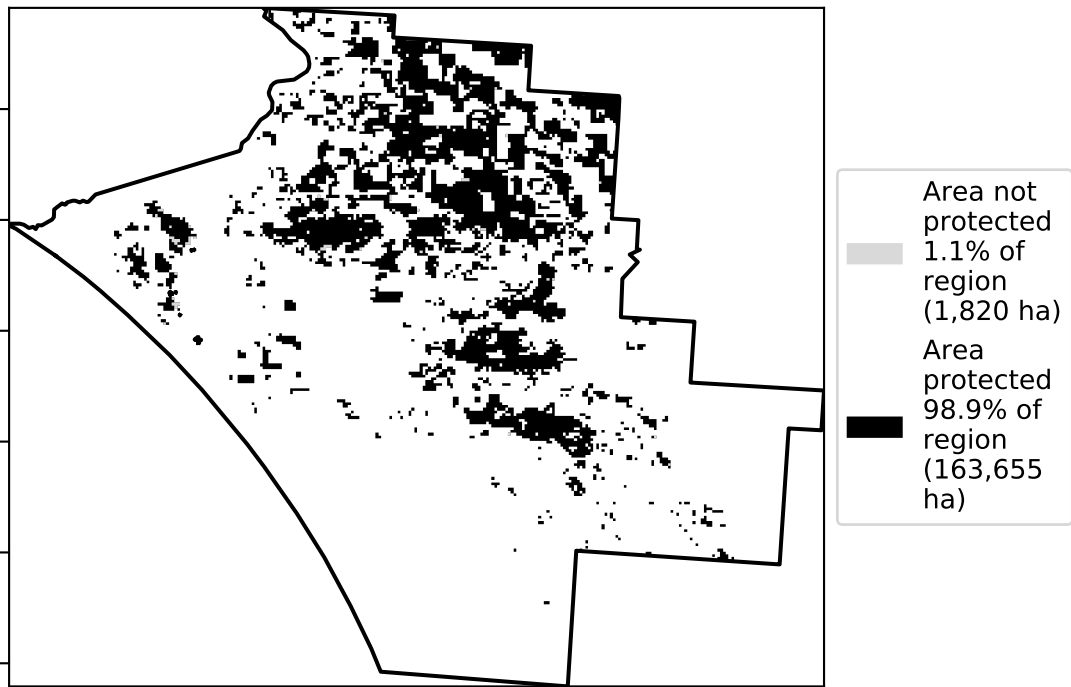 Area not
protected
1.1% of
region
(1,820 ha)
Area
protected
98.9% of
region
(163,655
ha)